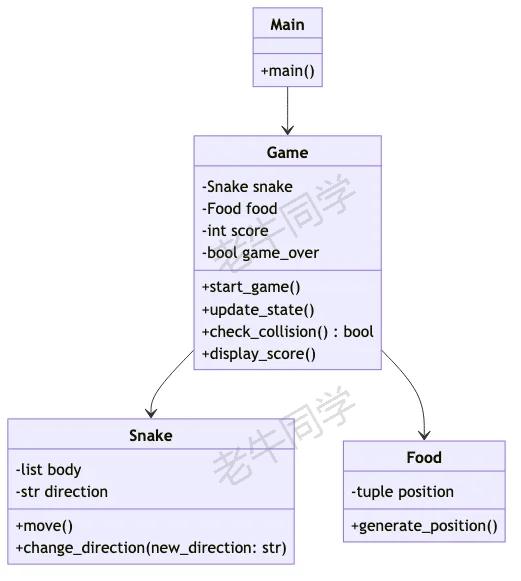 Main
+main()
Game
-Snake snake
-Food food
-int score
-bool game_over
+start_game()
+update_state()
+check_collision() : bool
+display_score()
老牛同学
Snake
-list body
-str direction
+move()
+change_direction(new_direction: str)
老牛同学
Food
-tuple position
+generate_position()